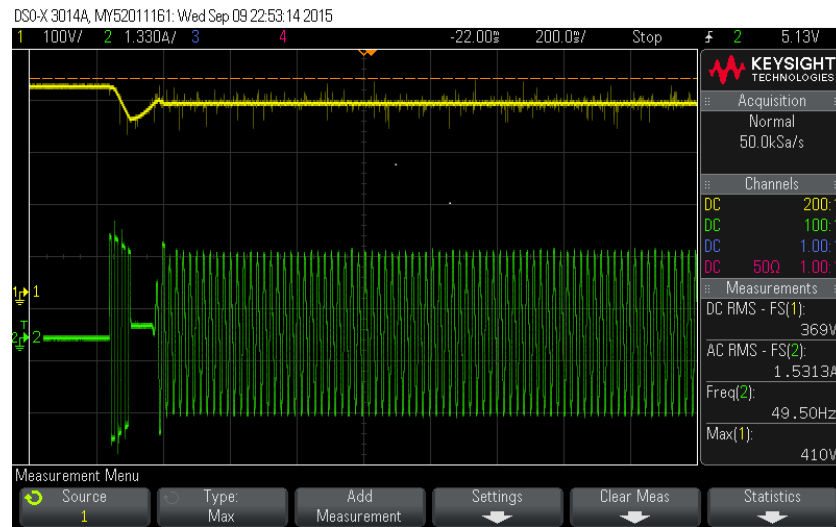 DSO-X 3014A, MY52011161: Wed Sep 09 22:53:14 2015
1 100V/ 2 1.330A/ 3 4 -22.00s 200.0s/ Stop 2 5.13V
KEYSIGHT
TECHNOLOGIES
Acquisition
Normal
50.0kSa/s
Channels
DC 200:1
DC 100:1
DC 1.00:1
DC 50Ω 1.00:1
Measurements
DC RMS - FS(1):
369V
AC RMS - FS(2):
1.5313A
Freq(2):
49.50Hz
Max(1):
410V
1 1
T
2 2
Measurement Menu
Source
1
Type:
Max
Add
Measurement
Settings
Clear Meas
Statistics